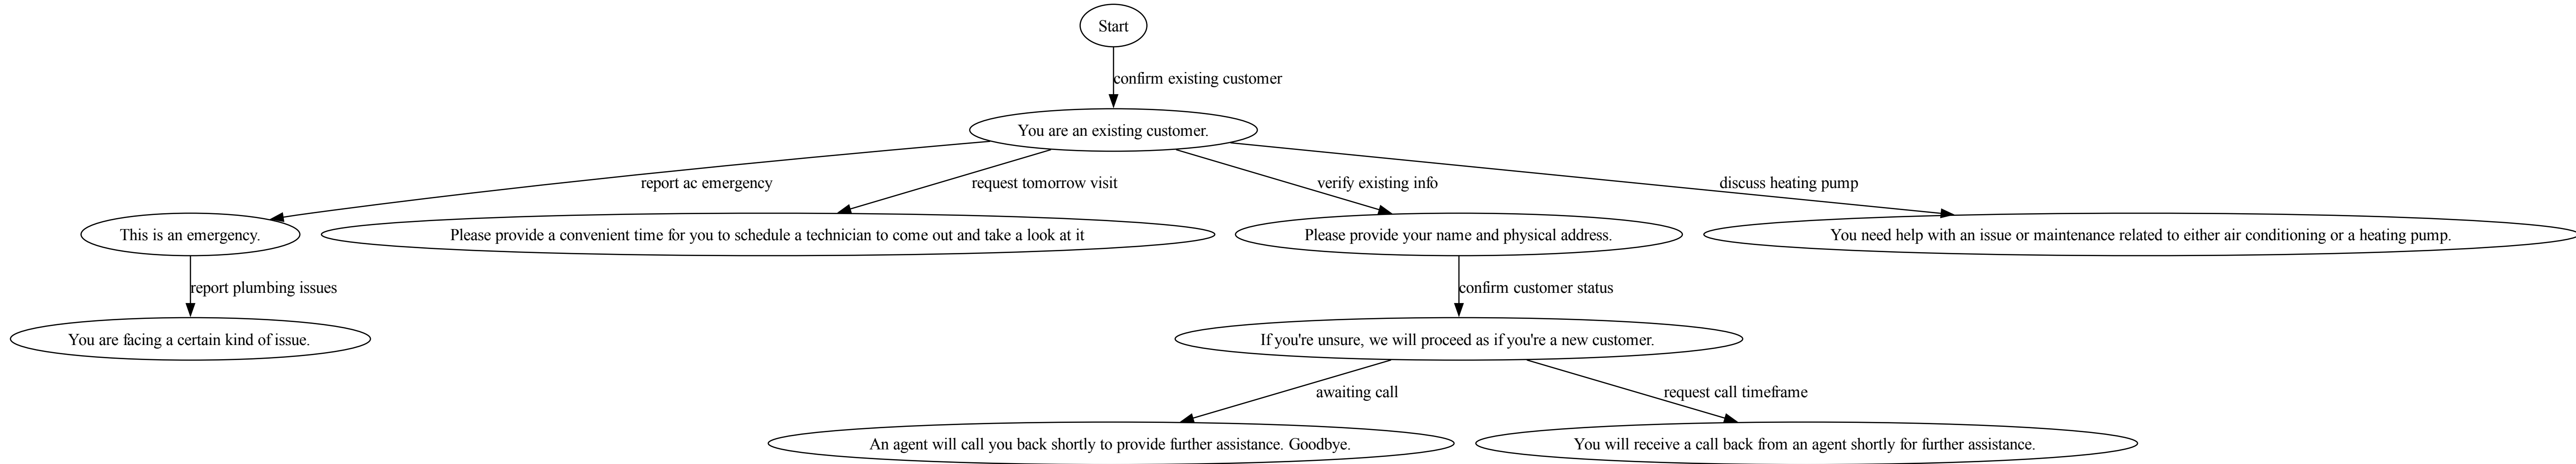 Start
confirm existing customer
You are an existing customer.
report ac emergency
request tomorrow visit
verify existing info
discuss heating pump
This is an emergency.
Please provide a convenient time for you to schedule a technician to come out and take a look at it
Please provide your name and physical address.
You need help with an issue or maintenance related to either air conditioning or a heating pump.
report plumbing issues
confirm customer status
You are facing a certain kind of issue.
If you're unsure, we will proceed as if you're a new customer.
awaiting call
request call timeframe
An agent will call you back shortly to provide further assistance. Goodbye.
You will receive a call back from an agent shortly for further assistance.